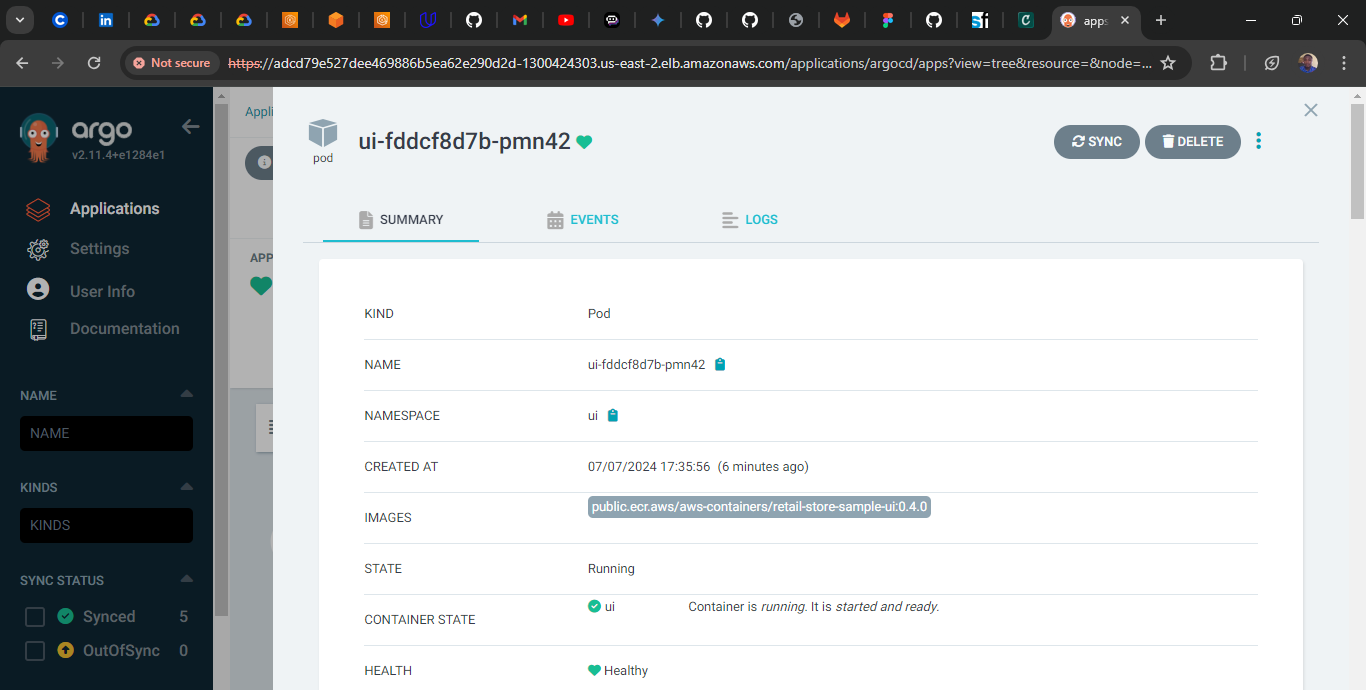 apps
Not secure
https://adcd79e527dee469886b5ea62e290d2d-1300424303.us-east-2.elb.amazonaws.com/applications/argocd/apps?view=tree&resource=&node=...
argo
v2.11.4+e1284e1
Applications
Settings
User Info
Documentation
NAME
NAME
KINDS
KINDS
SYNC STATUS
Synced 5
OutOfSync 0
Appli
APP
pod
ui-fddcf8d7b-pmn42
SYNC
DELETE
SUMMARY
EVENTS
LOGS
KIND Pod
NAME ui-fddcf8d7b-pmn42
NAMESPACE ui
CREATED AT 07/07/2024 17:35:56 (6 minutes ago)
IMAGES public.ecr.aws/aws-containers/retail-store-sample-ui:0.4.0
STATE Running
CONTAINER STATE ui Container is running. It is started and ready.
HEALTH Healthy